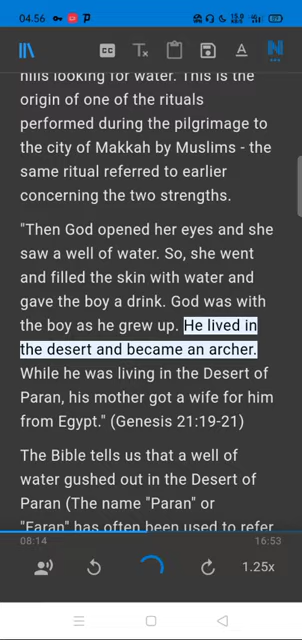 04.56
hills looking for water. This is the
origin of one of the rituals
performed during the pilgrimage to
the city of Makkah by Muslims - the
same ritual referred to earlier
concerning the two strengths.
"Then God opened her eyes and she
saw a well of water. So, she went
and filled the skin with water and
gave the boy a drink. God was with
the boy as he grew up. He lived in
the desert and became an archer.
While he was living in the Desert of
Paran, his mother got a wife for him
from Egypt." (Genesis 21:19-21)
The Bible tells us that a well of
water gushed out in the Desert of
Paran (The name "Paran" or
"Faran" has often been used to refer
08:14 16:53
1.25x